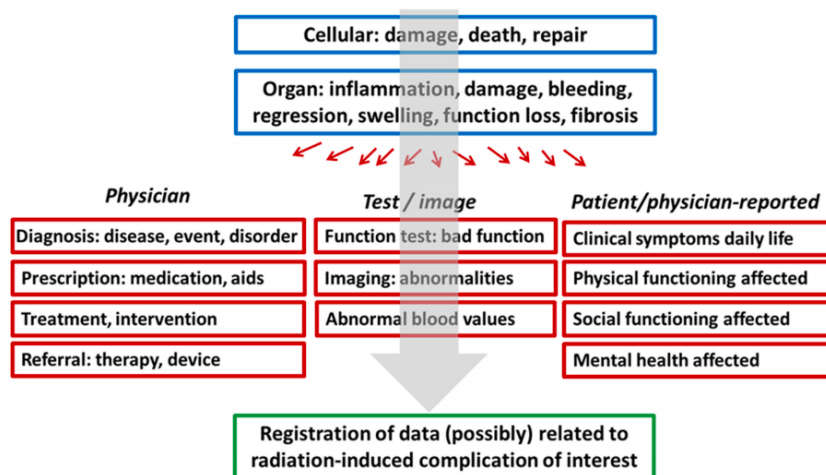 Cellular: damage, death, repair
Organ: inflammation, damage, bleeding,
regression, swelling, function loss, fibrosis
Physician
Diagnosis: disease, event, disorder
Prescription: medication, aids
Treatment, intervention
Referral: therapy, device
Test / image
Function test: bad function
Imaging: abnormalities
Abnormal blood values
Patient/physician-reported
Clinical symptoms daily life
Physical functioning affected
Social functioning affected
Mental health affected
Registration of data (possibly) related to
radiation-induced complication of interest